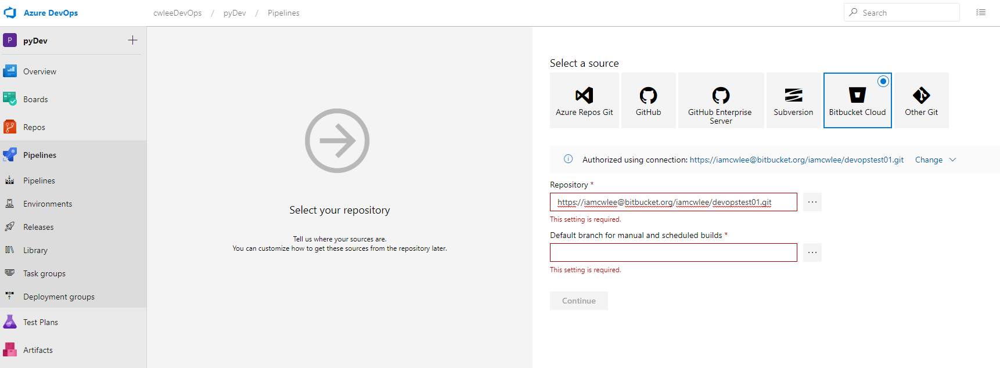 Azure DevOps
cwleeDevOps / pyDev / Pipelines
Search
P pyDev
Overview
Boards
Repos
Pipelines
Pipelines
Environments
Releases
Library
Task groups
Deployment groups
Test Plans
Artifacts
Select your repository
Tell us where your sources are.
You can customize how to get these sources from the repository later.
Select a source
Azure Repos Git
GitHub
GitHub Enterprise
Server
Subversion
Bitbucket Cloud
Other Git
Authorized using connection: https://iamcwlee@bitbucket.org/iamcwlee/devopstest01.git Change
Repository *
https://iamcwlee@bitbucket.org/iamcwlee/devopstest01.git
This setting is required.
Default branch for manual and scheduled builds *
This setting is required.
Continue